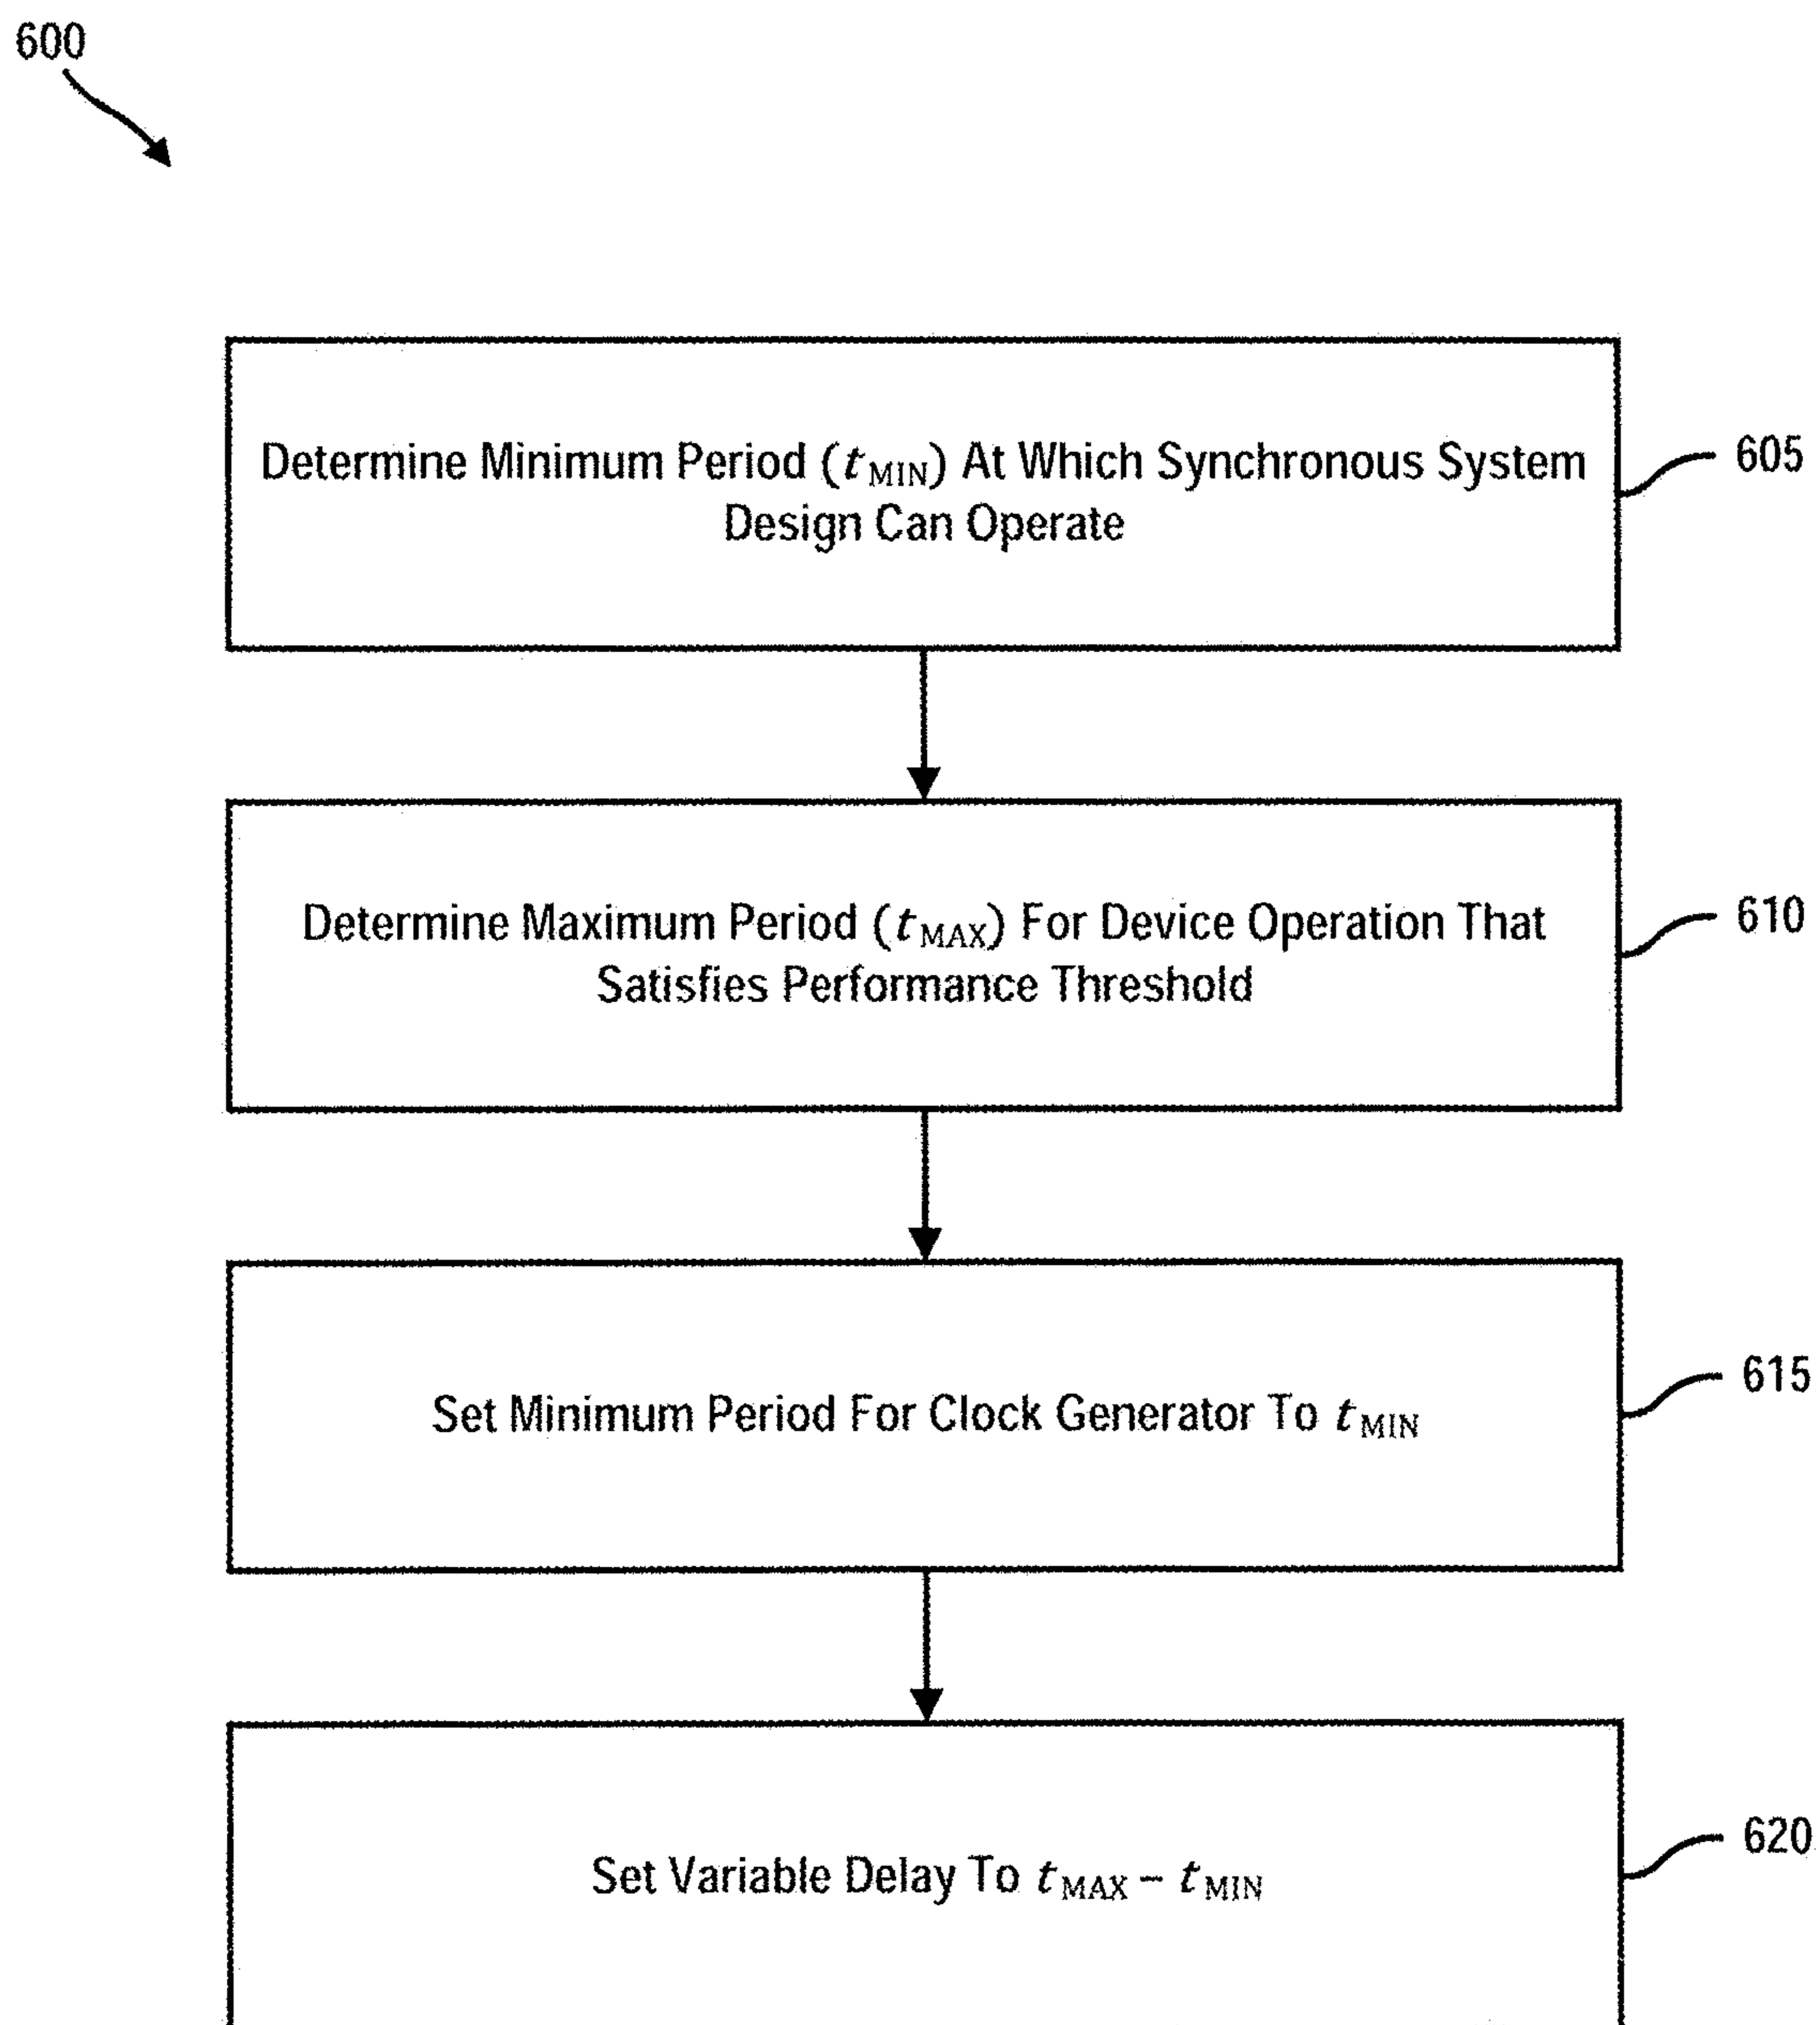 600
Determine Minimum Period (tMIN) At Which Synchronous System
Design Can Operate
605
Determine Maximum Period (tMAX) For Device Operation That
Satisfies Performance Threshold
610
Set Minimum Period For Clock Generator To tMIN
615
Set Variable Delay To tMAX – tMIN
620